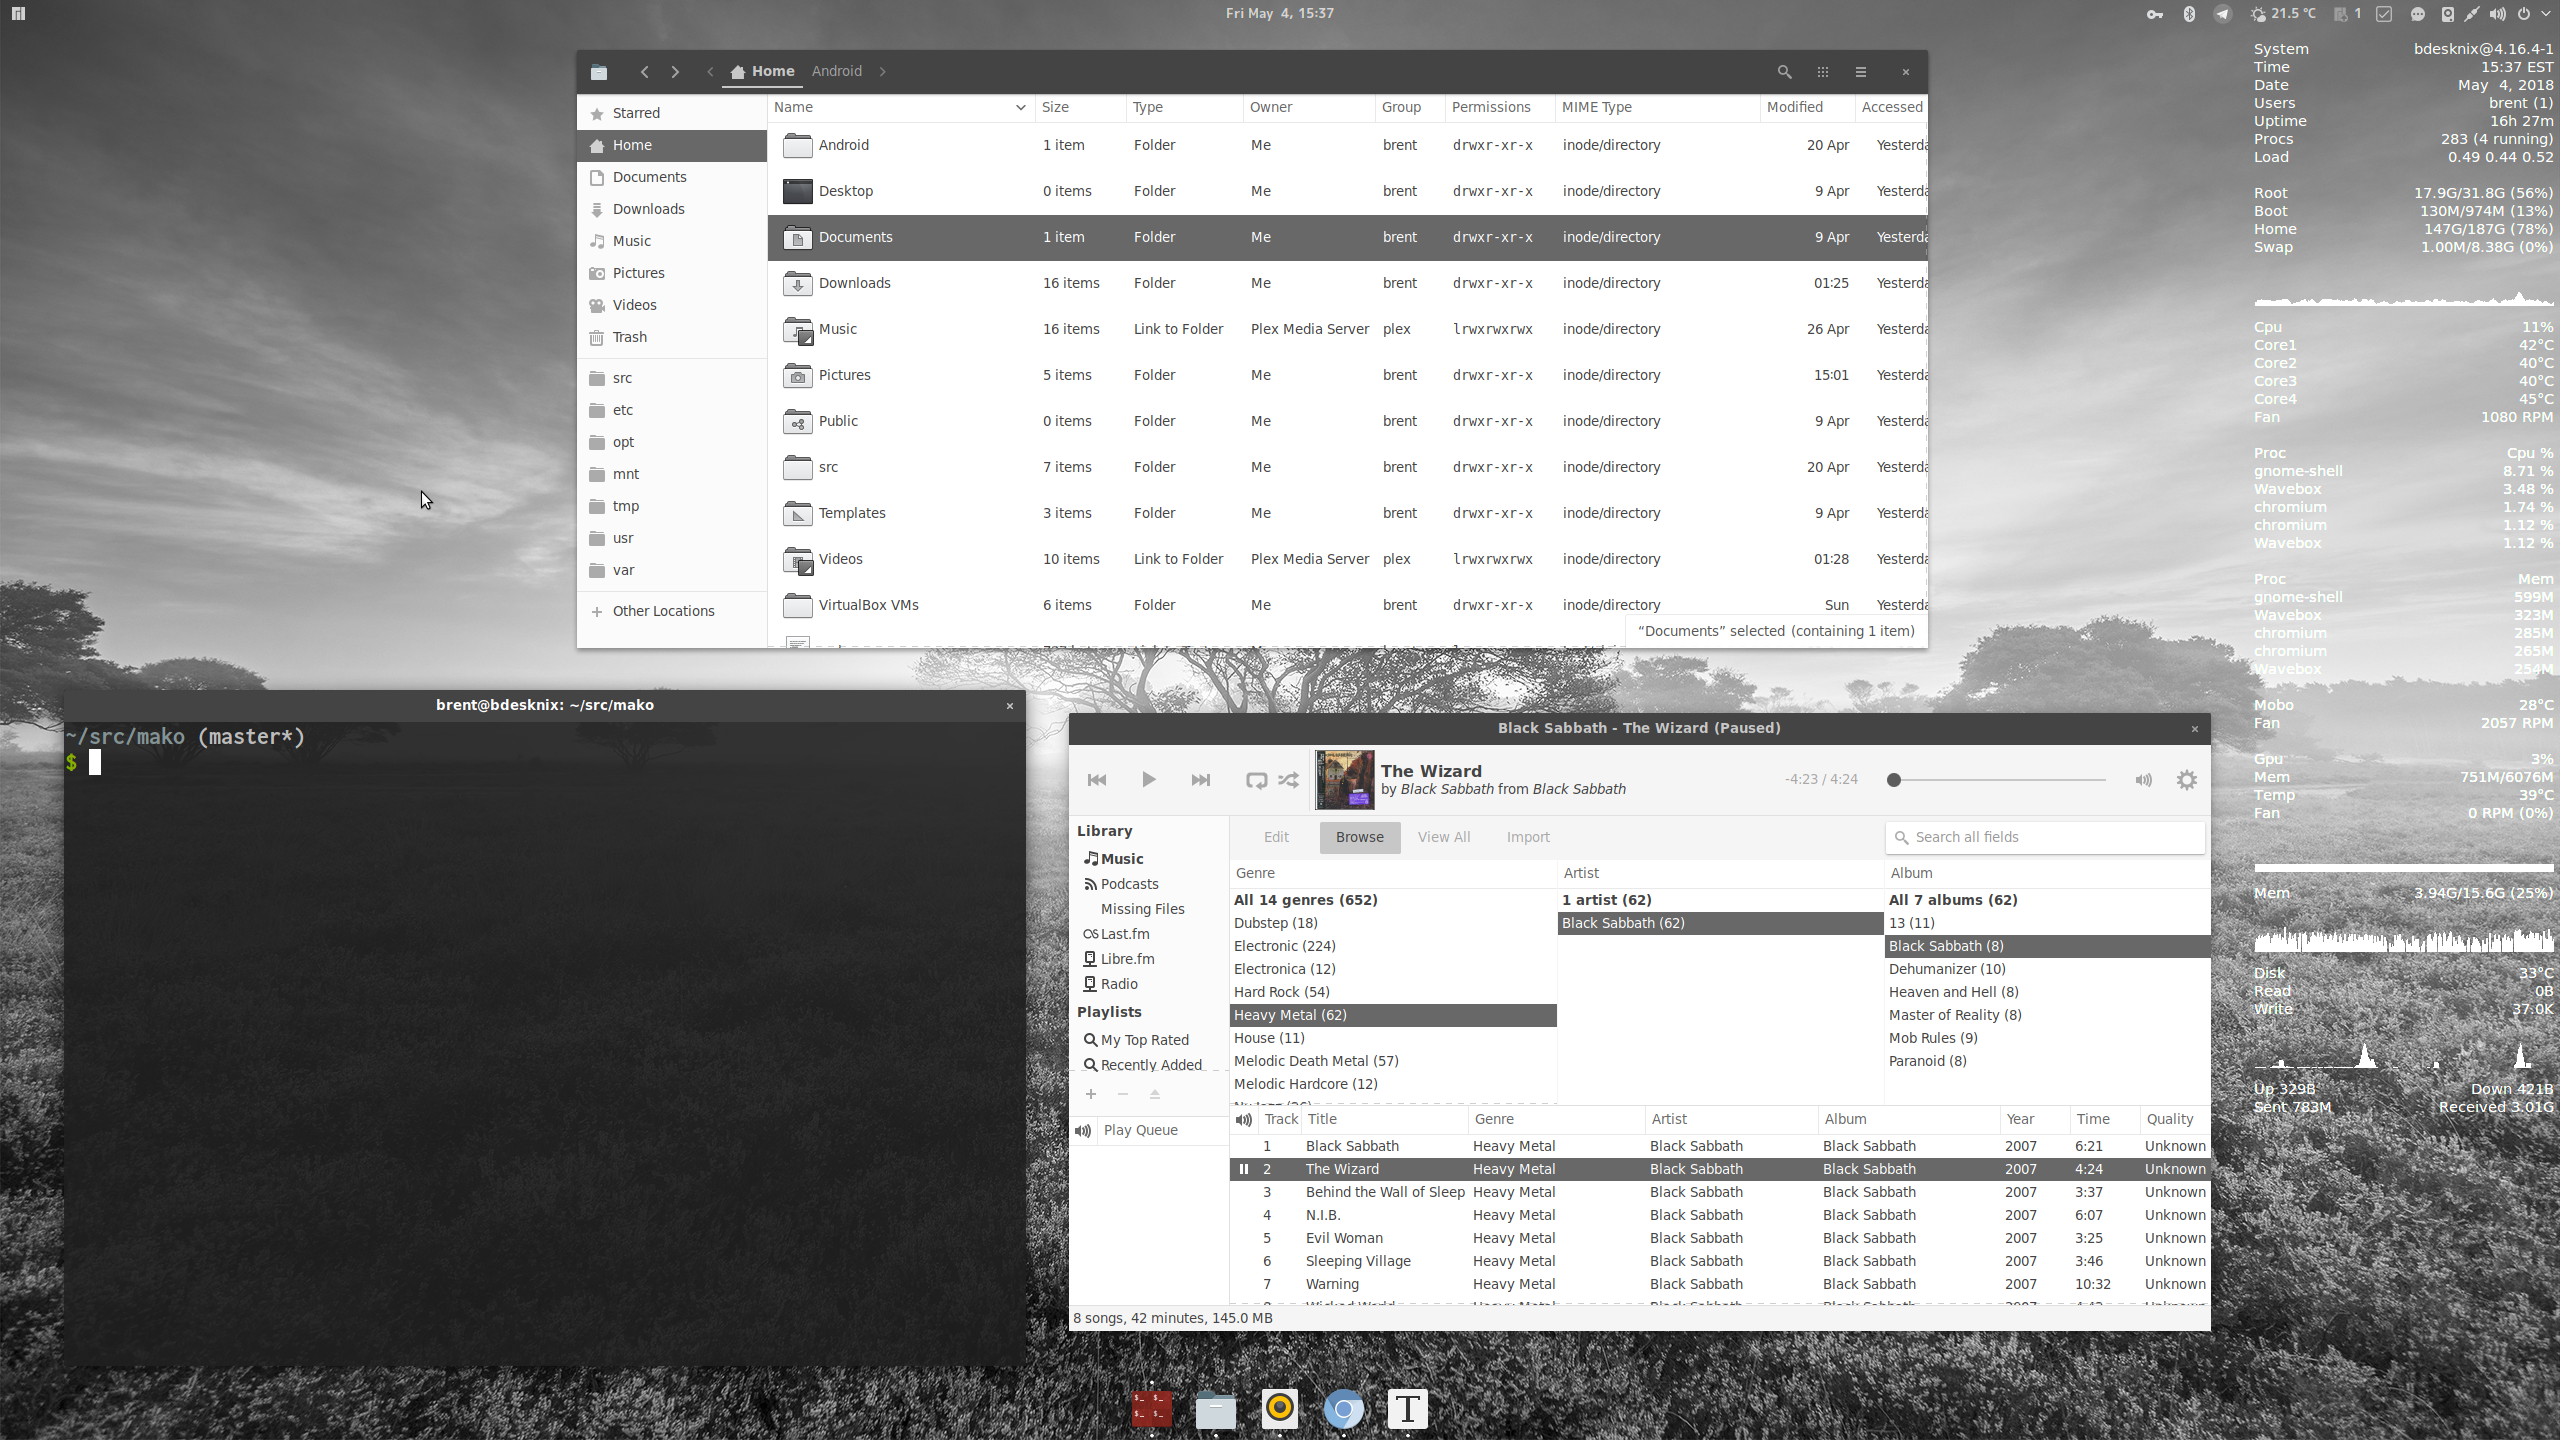 Fri May 4, 15:37
21.5 °C
1
Home Android
Starred
Home
Documents
Downloads
Music
Pictures
Videos
Trash
src
etc
opt
mnt
tmp
usr
var
Other Locations
Name Size Type Owner Group Permissions MIME Type Modified Accessed
Android 1 item Folder Me brent drwxr-xr-x inode/directory 20 Apr Yesterda
Desktop 0 items Folder Me brent drwxr-xr-x inode/directory 9 Apr Yesterda
Documents 1 item Folder Me brent drwxr-xr-x inode/directory 9 Apr Yesterda
Downloads 16 items Folder Me brent drwxr-xr-x inode/directory 01:25 Yesterda
Music 16 items Link to Folder Plex Media Server plex lrwxrwxrwx inode/directory 26 Apr Yesterda
Pictures 5 items Folder Me brent drwxr-xr-x inode/directory 15:01 Yesterda
Public 0 items Folder Me brent drwxr-xr-x inode/directory 9 Apr Yesterda
src 7 items Folder Me brent drwxr-xr-x inode/directory 20 Apr Yesterda
Templates 3 items Folder Me brent drwxr-xr-x inode/directory 9 Apr Yesterda
Videos 10 items Link to Folder Plex Media Server plex lrwxrwxrwx inode/directory 01:28 Yesterda
VirtualBox VMs 6 items Folder Me brent drwxr-xr-x inode/directory Sun Yesterda
“Documents” selected (containing 1 item)
System bdesknix@4.16.4-1
Time 15:37 EST
Date May 4, 2018
Users brent (1)
Uptime 16h 27m
Procs 283 (4 running)
Load 0.49 0.44 0.52
Root 17.9G/31.8G (56%)
Boot 130M/974M (13%)
Home 147G/187G (78%)
Swap 1.00M/8.38G (0%)
Cpu 11%
Core1 42°C
Core2 40°C
Core3 40°C
Core4 45°C
Fan 1080 RPM
Proc Cpu %
gnome-shell 8.71 %
Wavebox 3.48 %
chromium 1.74 %
chromium 1.12 %
Wavebox 1.12 %
Proc Mem
gnome-shell 599M
Wavebox 323M
chromium 285M
chromium 265M
Wavebox 254M
Mobo 28°C
Fan 2057 RPM
Gpu 3%
Mem 751M/6076M
Temp 39°C
Fan 0 RPM (0%)
Mem 3.94G/15.6G (25%)
Disk 33°C
Read 0B
Write 37.0K
Up 329B Down 421B
Sent 783M Received 3.01G
brent@bdesknix: ~/src/mako
~/src/mako (master*)
$
Black Sabbath - The Wizard (Paused)
The Wizard
by Black Sabbath from Black Sabbath
-4:23 / 4:24
Library
Music
Podcasts
Missing Files
Last.fm
Libre.fm
Radio
Playlists
My Top Rated
Recently Added
Play Queue
Edit Browse View All Import Search all fields
Genre Artist Album
All 14 genres (652) 1 artist (62) All 7 albums (62)
Dubstep (18) Black Sabbath (62) 13 (11)
Electronic (224) Black Sabbath (8)
Electronica (12) Dehumanizer (10)
Hard Rock (54) Heaven and Hell (8)
Heavy Metal (62) Master of Reality (8)
House (11) Mob Rules (9)
Melodic Death Metal (57) Paranoid (8)
Melodic Hardcore (12)
Track Title Genre Artist Album Year Time Quality
1 Black Sabbath Heavy Metal Black Sabbath Black Sabbath 2007 6:21 Unknown
2 The Wizard Heavy Metal Black Sabbath Black Sabbath 2007 4:24 Unknown
3 Behind the Wall of Sleep Heavy Metal Black Sabbath Black Sabbath 2007 3:37 Unknown
4 N.I.B. Heavy Metal Black Sabbath Black Sabbath 2007 6:07 Unknown
5 Evil Woman Heavy Metal Black Sabbath Black Sabbath 2007 3:25 Unknown
6 Sleeping Village Heavy Metal Black Sabbath Black Sabbath 2007 3:46 Unknown
7 Warning Heavy Metal Black Sabbath Black Sabbath 2007 10:32 Unknown
8 songs, 42 minutes, 145.0 MB
T